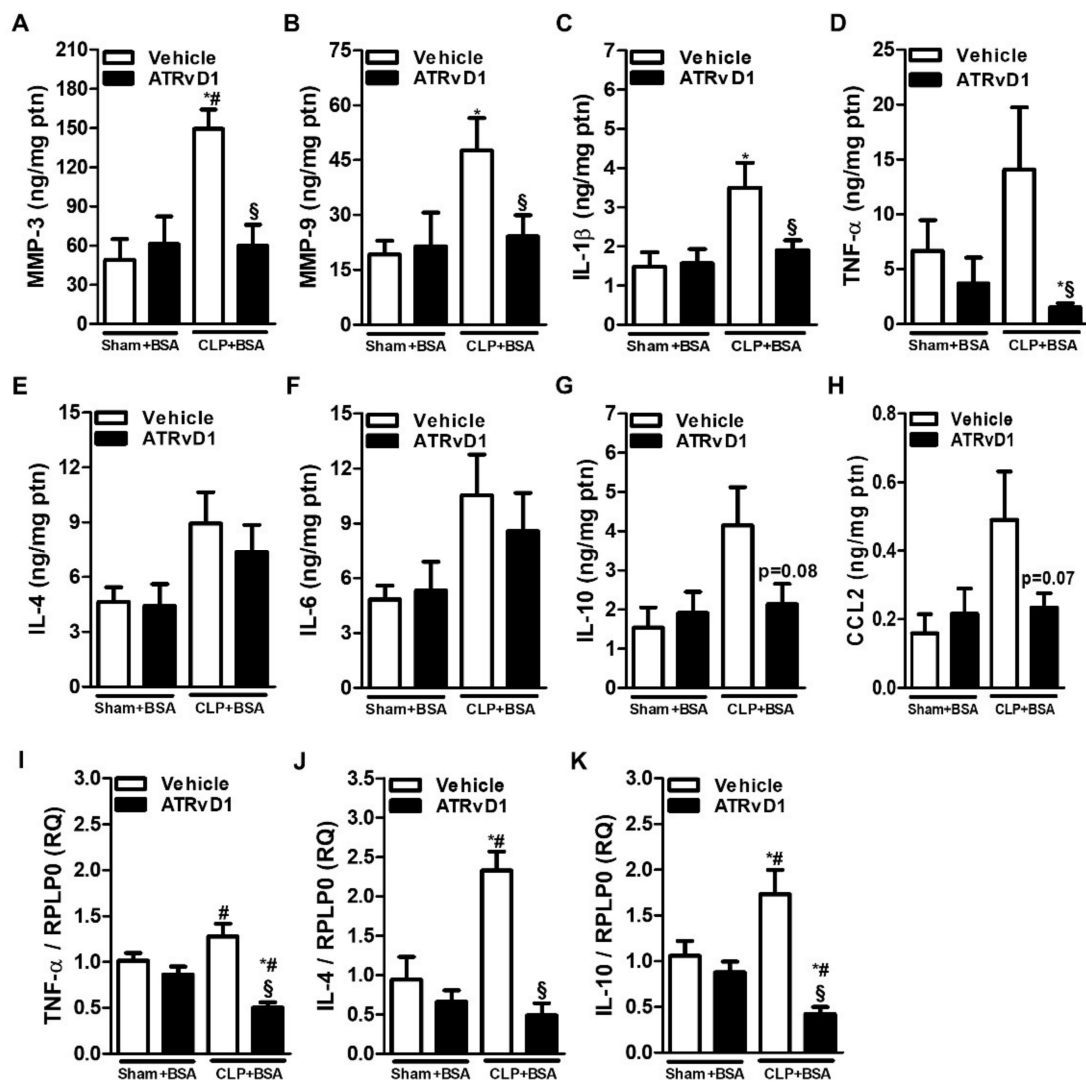 A
MMP-3 (ng/mg ptn)
210
180
150
120
90
60
30
0
Vehicle
ATRvD1
*#
§
Sham+BSA CLP+BSA
B
MMP-9 (ng/mg ptn)
75
60
45
30
15
0
Vehicle
ATRvD1
*
§
Sham+BSA CLP+BSA
C
IL-1β (ng/mg ptn)
7
6
5
4
3
2
1
0
Vehicle
ATRvD1
*
§
Sham+BSA CLP+BSA
D
TNF-α (ng/mg ptn)
25
20
15
10
5
0
Vehicle
ATRvD1
*§
Sham+BSA CLP+BSA
E
IL-4 (ng/mg ptn)
15
12
9
6
3
0
Vehicle
ATRvD1
Sham+BSA CLP+BSA
F
IL-6 (ng/mg ptn)
15
12
9
6
3
0
Vehicle
ATRvD1
Sham+BSA CLP+BSA
G
IL-10 (ng/mg ptn)
7
6
5
4
3
2
1
0
Vehicle
ATRvD1
p=0.08
Sham+BSA CLP+BSA
H
CCL2 (ng/mg ptn)
0.8
0.6
0.4
0.2
0.0
Vehicle
ATRvD1
p=0.07
Sham+BSA CLP+BSA
I
TNF-α / RPLP0 (RQ)
3.0
2.5
2.0
1.5
1.0
0.5
0.0
Vehicle
ATRvD1
#
*#
§
Sham+BSA CLP+BSA
J
IL-4 / RPLP0 (RQ)
3.5
3.0
2.5
2.0
1.5
1.0
0.5
0.0
Vehicle
ATRvD1
*#
§
Sham+BSA CLP+BSA
K
IL-10 / RPLP0 (RQ)
3.0
2.5
2.0
1.5
1.0
0.5
0.0
Vehicle
ATRvD1
*#
*#
§
Sham+BSA CLP+BSA